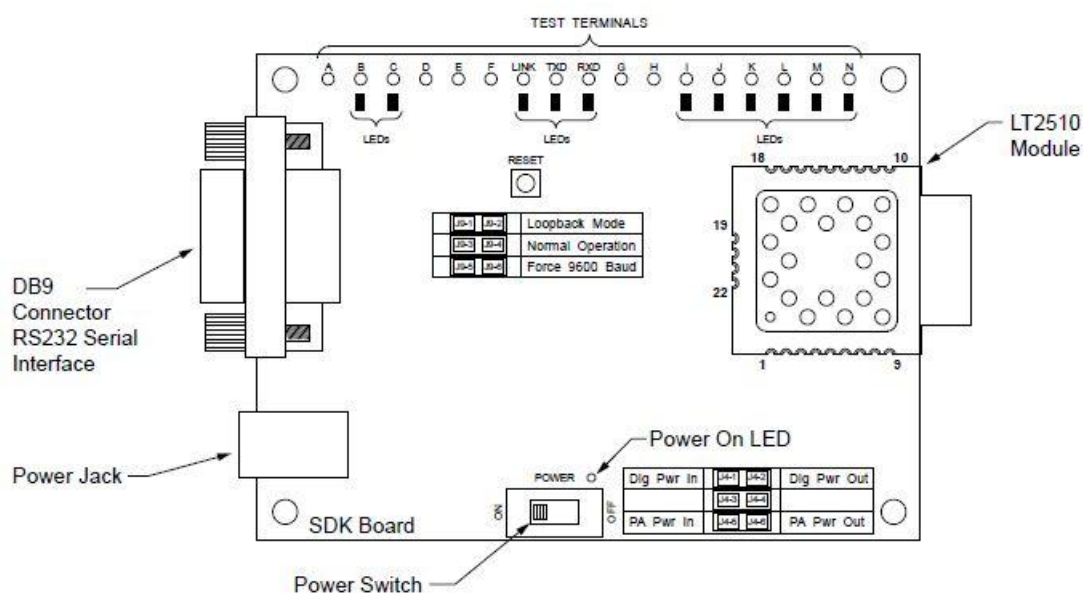 TEST TERMINALS
A B C D E F LINK TXD RXD G H I J K L M N
LEDs LEDs LEDs
LT2510
Module
RESET
18 10
J9-1 J9-2 Loopback Mode
J9-3 J9-4 Normal Operation
J9-5 J9-6 Force 9600 Baud
19
22
1 9
DB9
Connector
RS232 Serial
Interface
Power Jack
Power On LED
POWER
ON OFF
Dig Pwr In J4-1 J4-2 Dig Pwr Out
J4-3 J4-4
PA Pwr In J4-5 J4-6 PA Pwr Out
SDK Board
Power Switch